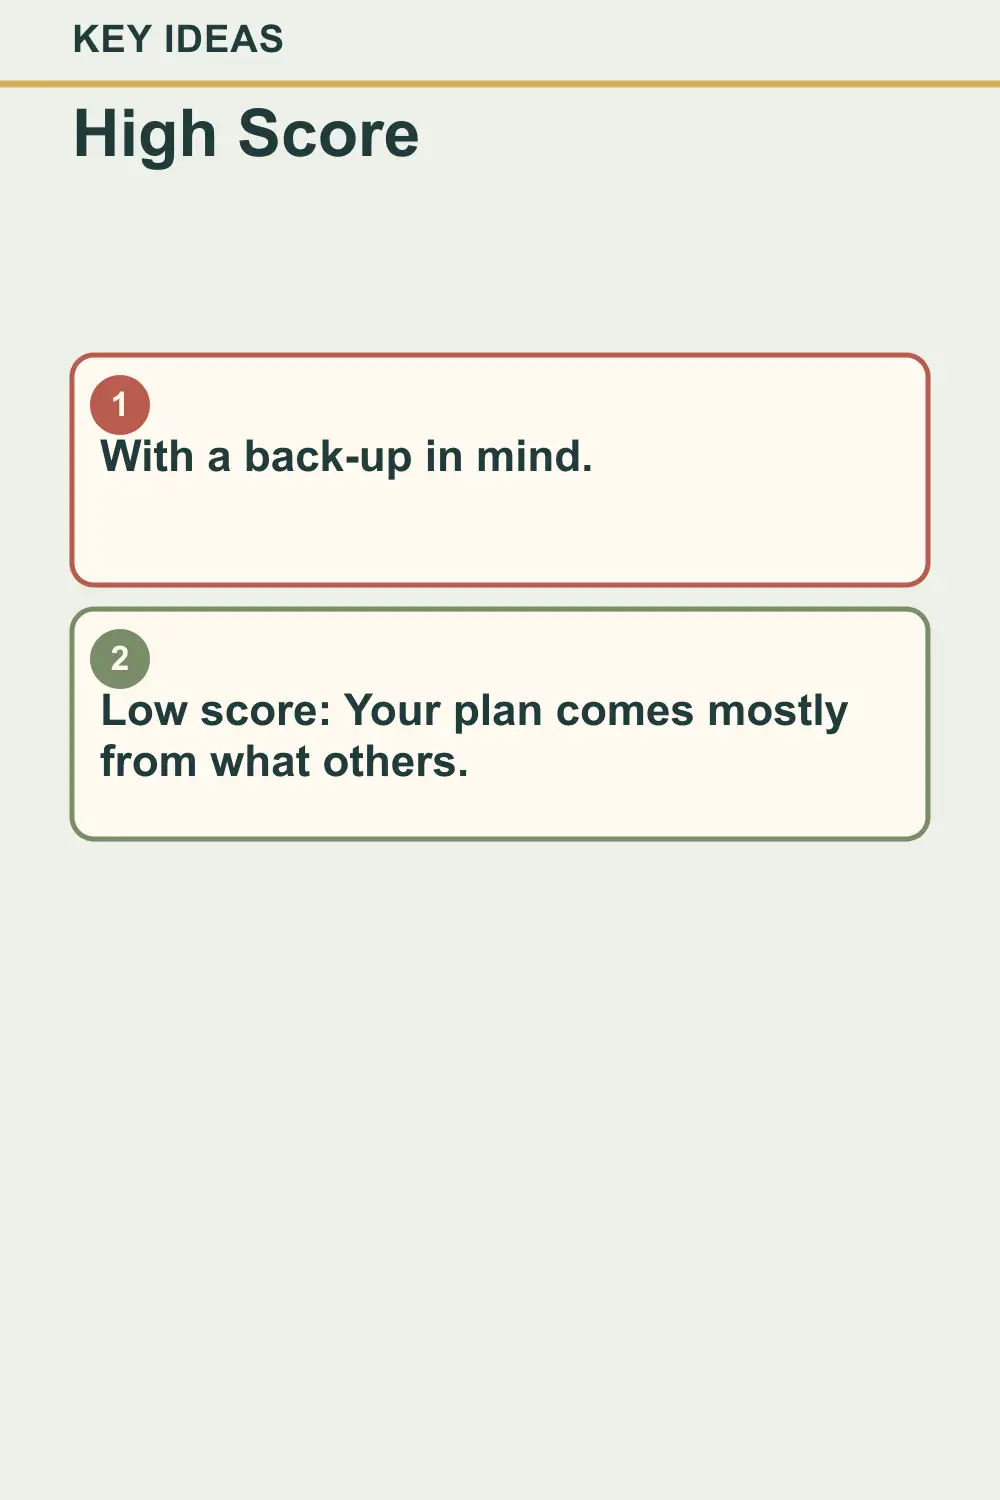 KEY IDEAS
High Score
1
With a back-up in mind.
2
Low score: Your plan comes mostly
from what others.